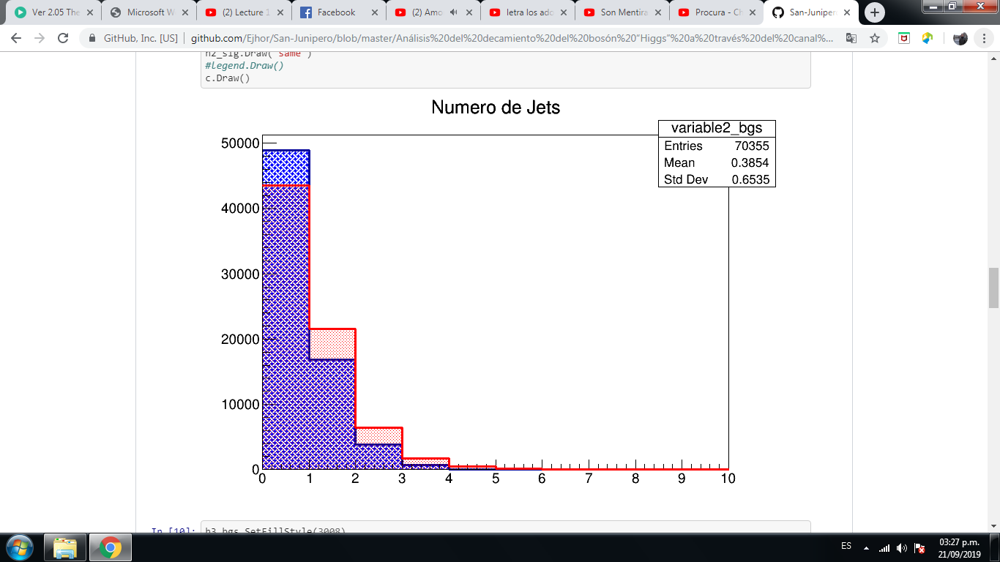 Ver 2.05 The
Microsoft W
(2) Lecture 1
Facebook
(2) Amo
letra los ado
Son Mentira
Procura - Ch
San-Juniper
GitHub, Inc. [US]
github.com/Ejhor/San-Junipero/blob/master/Análisis%20del%20decamiento%20del%20bosón%20“Higgs”%20a%20través%20del%20canal%...
h2_sig.Draw("same")
#legend.Draw()
c.Draw()
Numero de Jets
variable2_bgs
Entries 70355
Mean 0.3854
Std Dev 0.6535
50000
40000
30000
20000
10000
0
0 1 2 3 4 5 6 7 8 9 10
In [10]: h3_bgs.SetFillStyle(3008)
ES
03:27 p.m.
21/09/2019